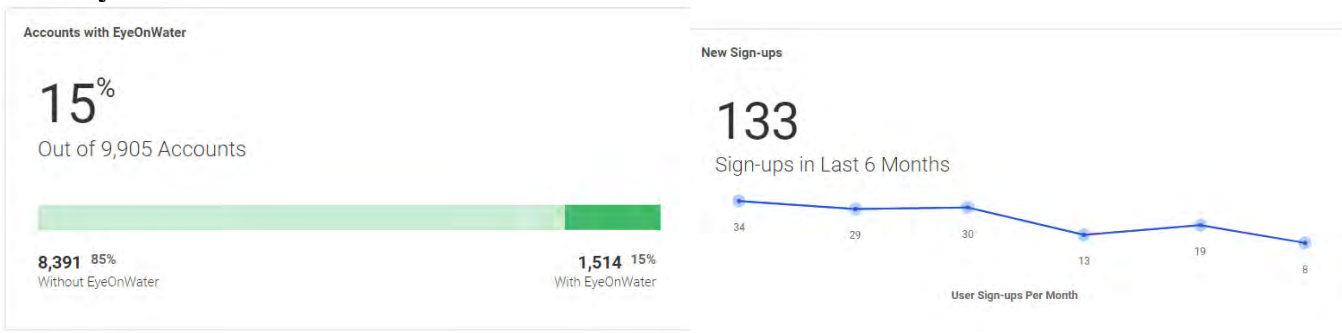 Accounts with EyeOnWater
15%
Out of 9,905 Accounts
8,391 85%
Without EyeOnWater
1,514 15%
With EyeOnWater
New Sign-ups
133
Sign-ups in Last 6 Months
34
29
30
13
19
8
User Sign-ups Per Month